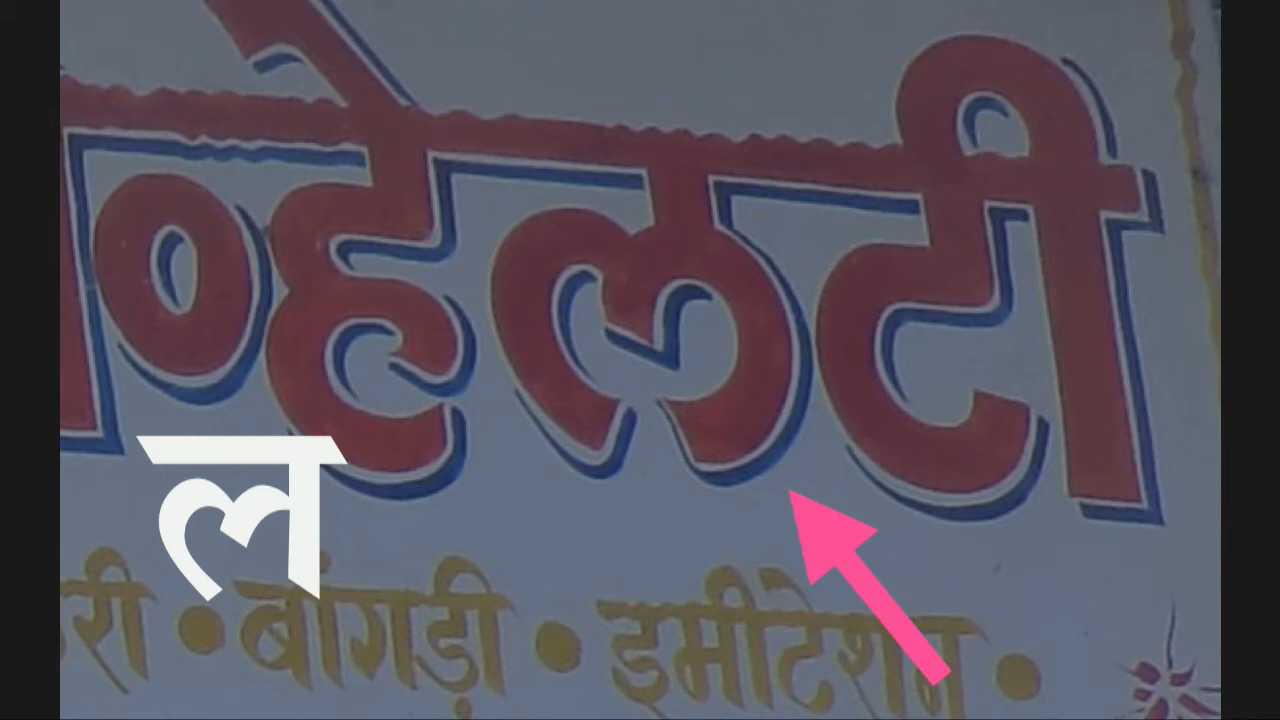 व्हेलटी
ल
री • बांगड़ी • इमीटेशन •